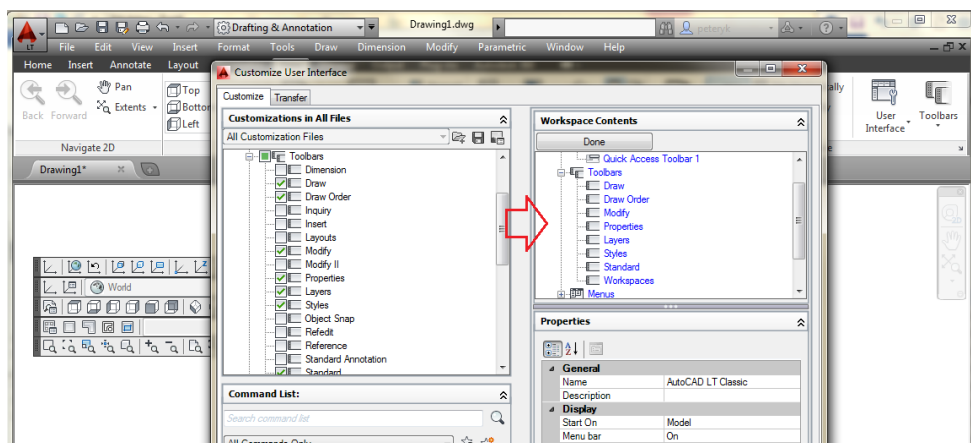 Drafting & Annotation
Drawing1.dwg
peteryk
LT
File Edit View Insert Format Tools Draw Dimension Modify Parametric Window Help
Home Insert Annotate Layout
Customize User Interface
Back Forward
Pan
Extents
Top
Left
Navigate 2D
User Interface
Toolbars
Drawing1*
World
Customize Transfer
Customizations in All Files
All Customization Files
Toolbars
Dimension
Draw
Draw Order
Inquiry
Insert
Layouts
Modify
Modify II
Properties
Layers
Styles
Object Snap
Refedit
Reference
Standard Annotation
Standard
Command List:
Search command list
All Commands Only
Workspace Contents
Done
Quick Access Toolbar 1
Toolbars
Draw
Draw Order
Modify
Properties
Layers
Styles
Standard
Workspaces
Menus
Properties
General
Name AutoCAD LT Classic
Description
Display
Start On Model
Menu bar On